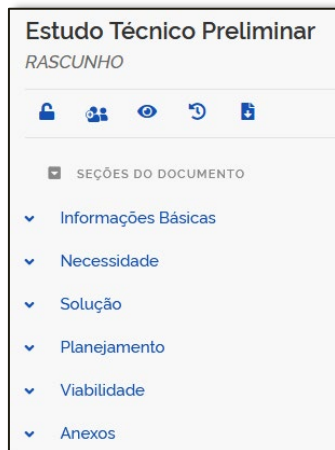 Estudo Técnico Preliminar
RASCUNHO
SEÇÕES DO DOCUMENTO
Informações Básicas
Necessidade
Solução
Planejamento
Viabilidade
Anexos